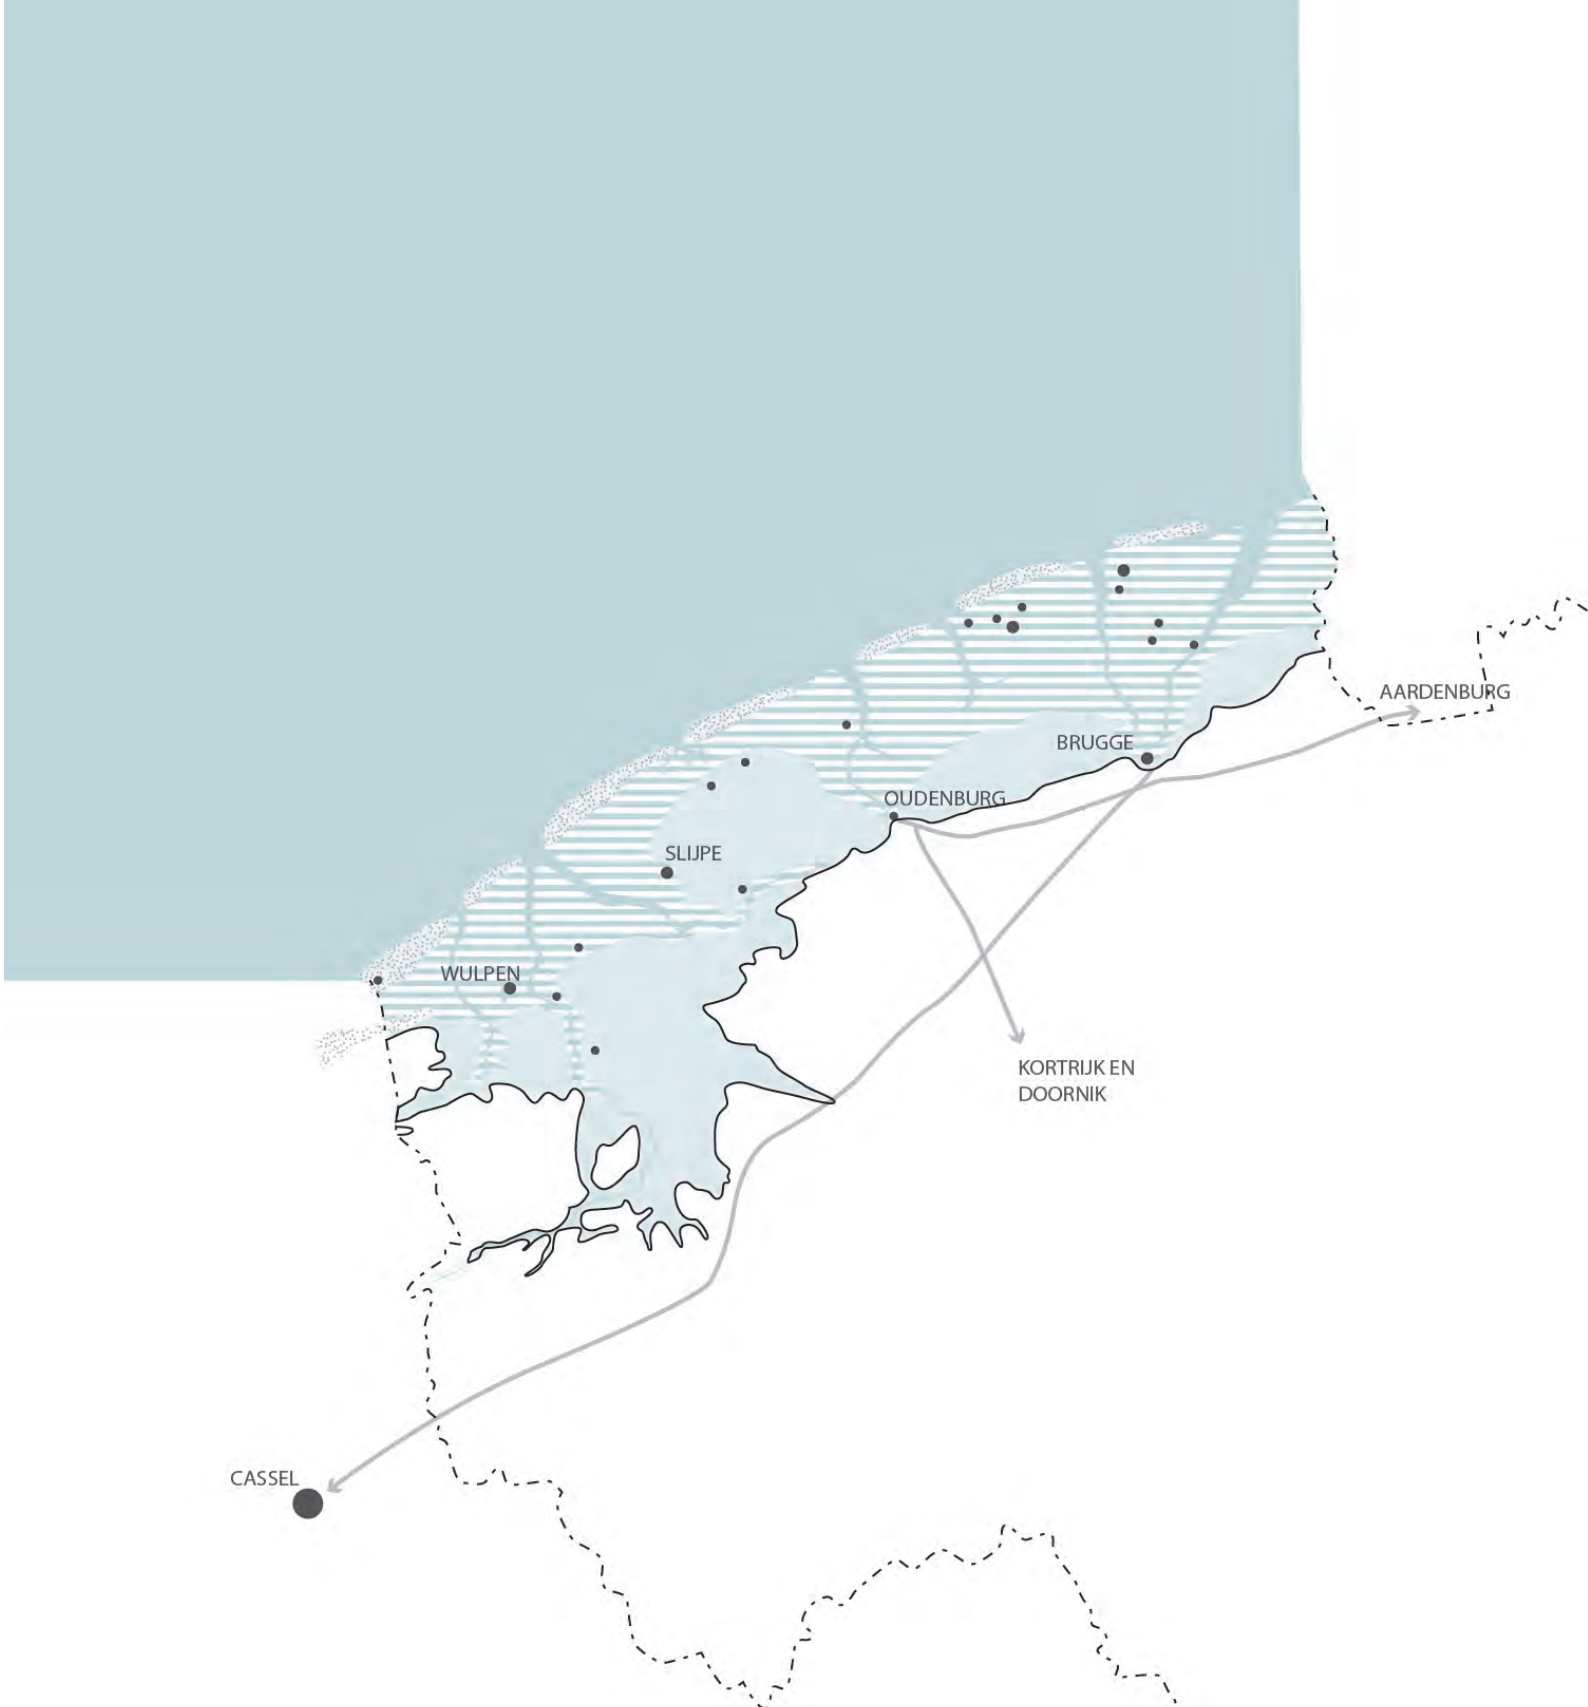 AARDENBURG
BRUGGE
OUDENBURG
SLIJPE
WULPEN
KORTRIJK EN
DOORNIK
CASSEL